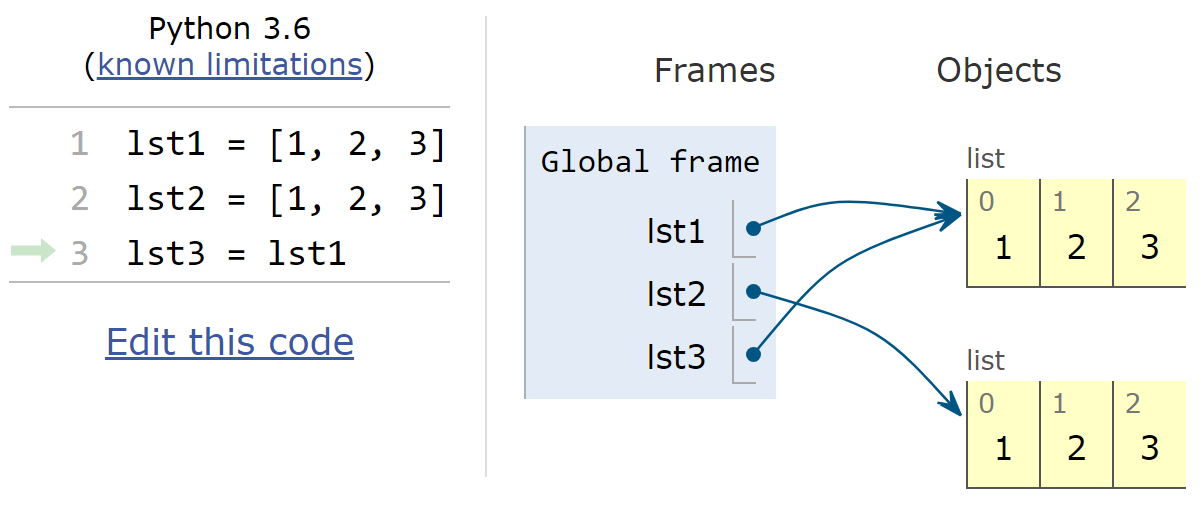 Python 3.6
(known limitations)
1 lst1 = [1, 2, 3]
2 lst2 = [1, 2, 3]
3 lst3 = lst1
Edit this code
Frames
Objects
Global frame
lst1
lst2
lst3
list
0 1 2
1 2 3
list
0 1 2
1 2 3